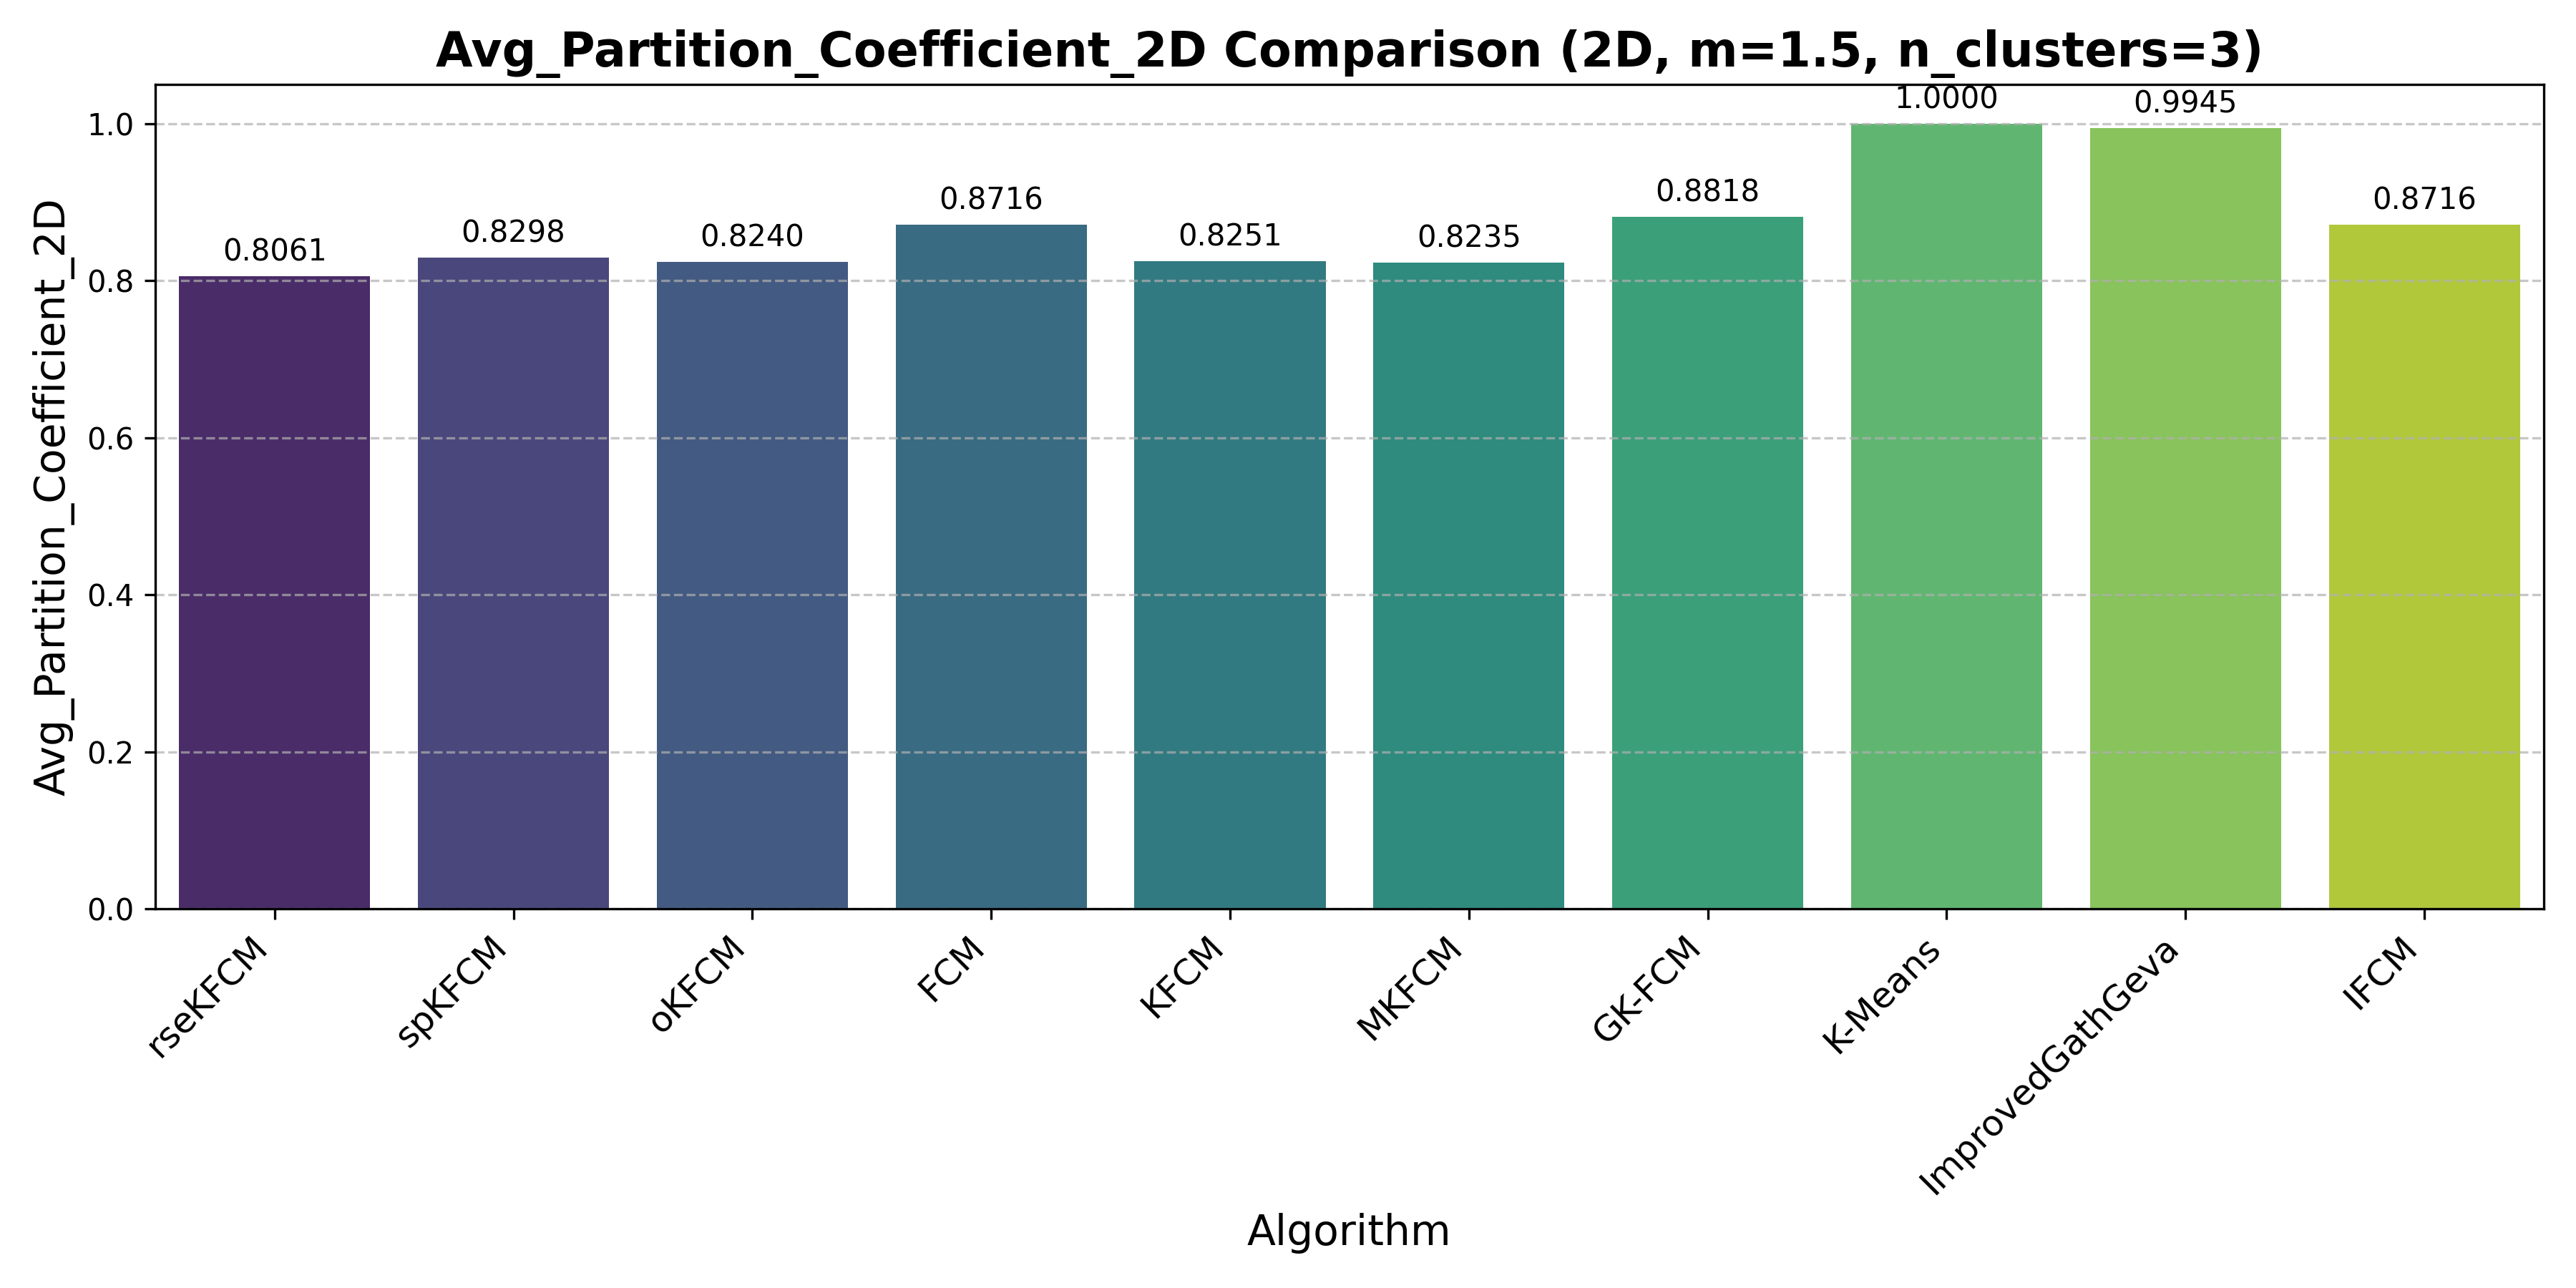 Avg_Partition_Coefficient_2D Comparison (2D, m=1.5, n_clusters=3)
Avg_Partition_Coefficient_2D
1.0
0.8
0.6
0.4
0.2
0.0
0.8061
0.8298
0.8240
0.8716
0.8251
0.8235
0.8818
1.0000
0.9945
0.8716
rseKFCM
spKFCM
oKFCM
FCM
KFCM
MKFCM
GK-FCM
K-Means
ImprovedGathGeva
IFCM
Algorithm